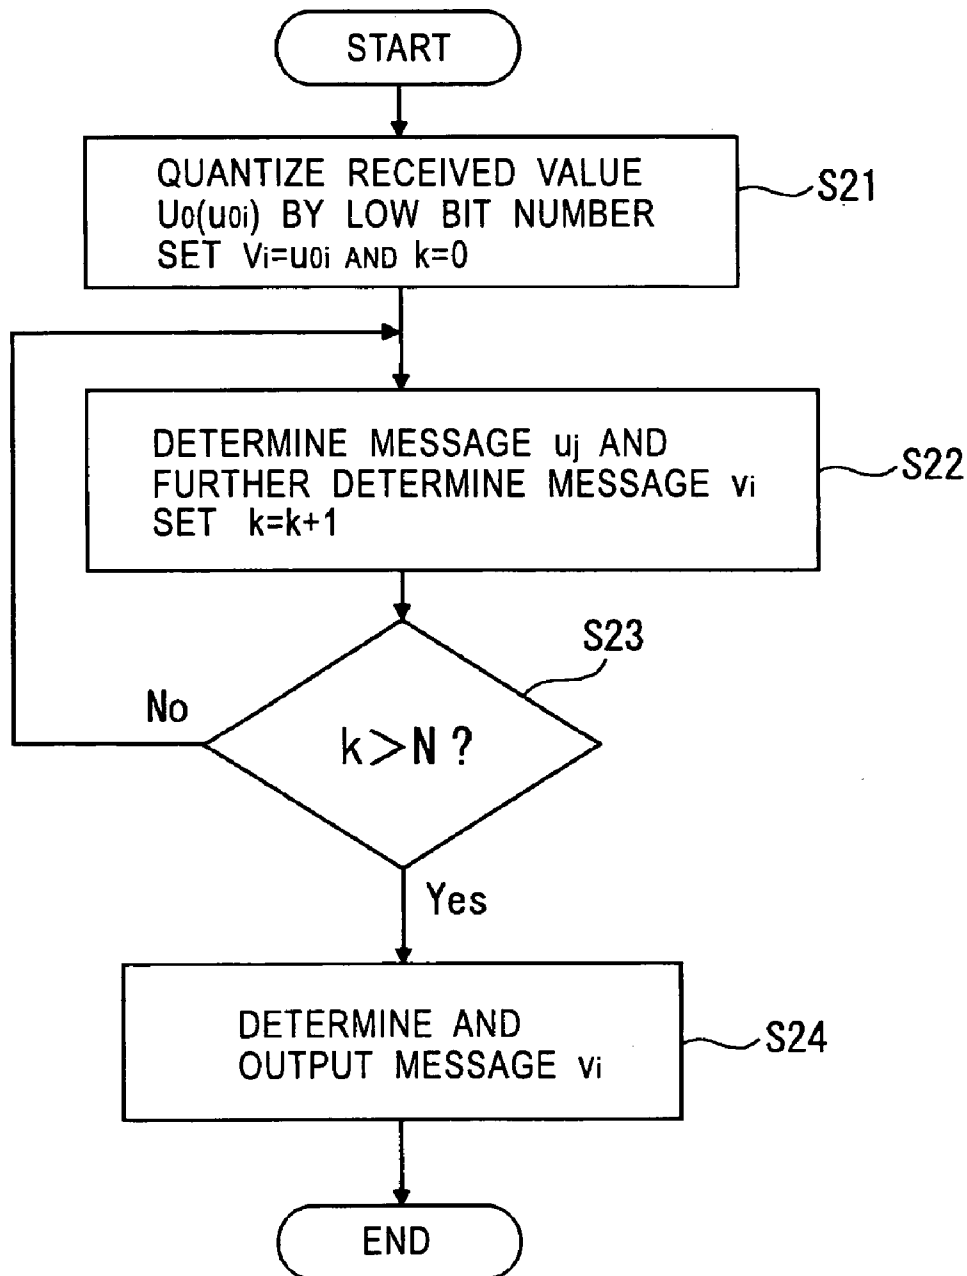 START
QUANTIZE RECEIVED VALUE
U0(u0i) BY LOW BIT NUMBER
SET Vi=u0i AND k=0
S21
DETERMINE MESSAGE uj AND
FURTHER DETERMINE MESSAGE vi
SET k=k+1
S22
S23
No
k>N?
Yes
DETERMINE AND
OUTPUT MESSAGE vi
S24
END